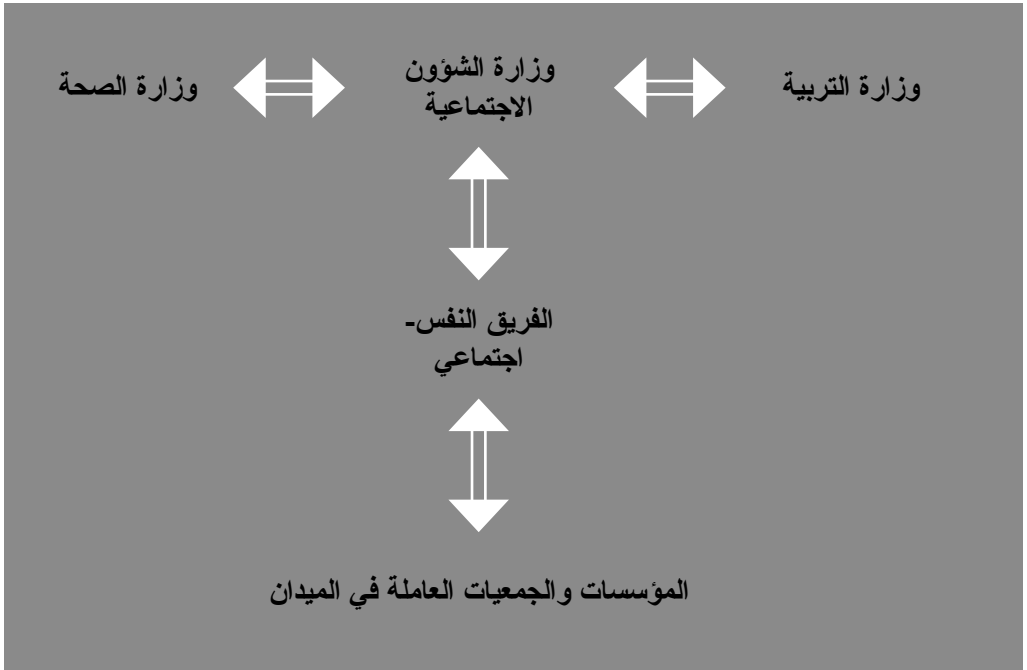 وزارة التربية
وزارة الشؤون
الاجتماعية
وزارة الصحة
الفريق النفس-
اجتماعي
المؤسسات والجمعيات العاملة في الميدان